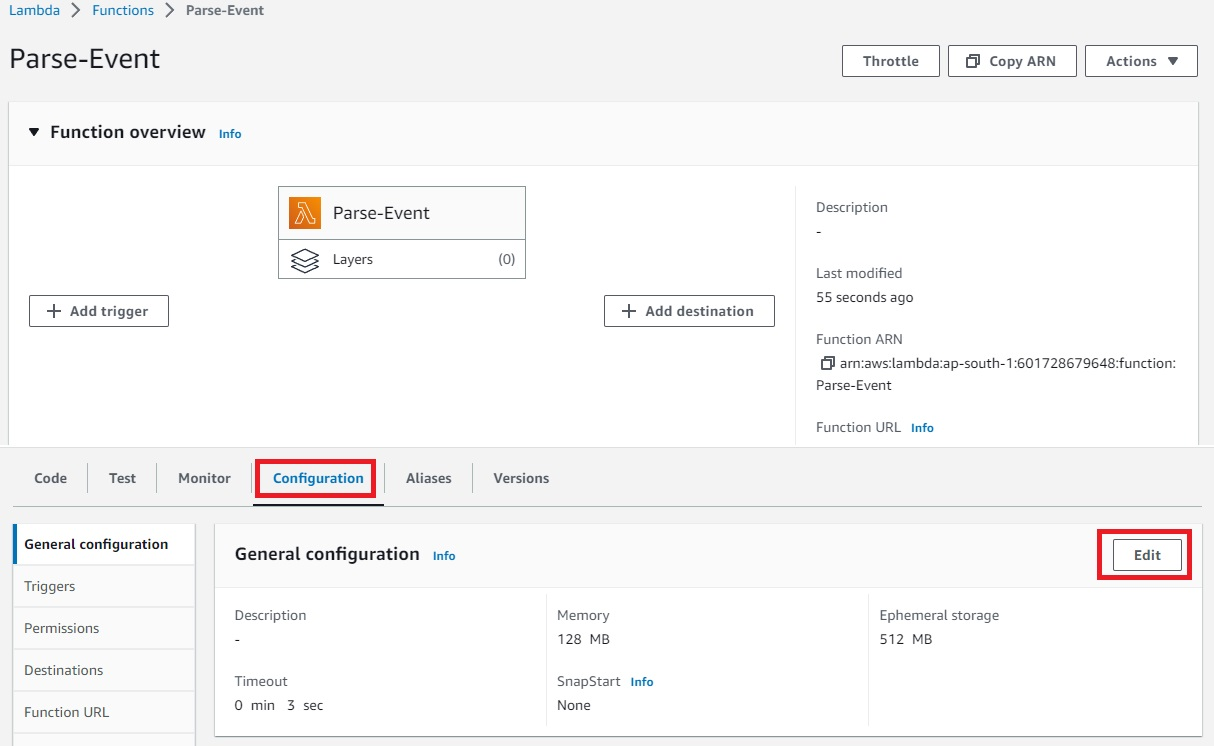 Lambda > Functions > Parse-Event
Parse-Event
Throttle
Copy ARN
Actions
Function overview Info
Parse-Event
Layers (0)
Add trigger
Add destination
Description
-
Last modified
55 seconds ago
Function ARN
arn:aws:lambda:ap-south-1:601728679648:function:
Parse-Event
Function URL Info
Code
Test
Monitor
Configuration
Aliases
Versions
General configuration
Triggers
Permissions
Destinations
Function URL
General configuration Info
Edit
Description
-
Timeout
0 min 3 sec
Memory
128 MB
SnapStart Info
None
Ephemeral storage
512 MB